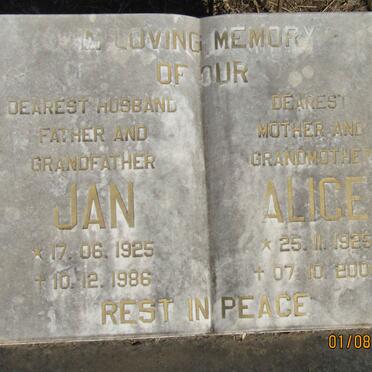 IN LOVING MEMORY
OF OUR
DEAREST HUSBAND
FATHER AND
GRANDFATHER
JAN
* 17.06.1925
† 10.12.1986
DEAREST
MOTHER AND
GRANDMOTHER
ALICE
* 25.11.1925
† 07.10.200
REST IN PEACE
01/08